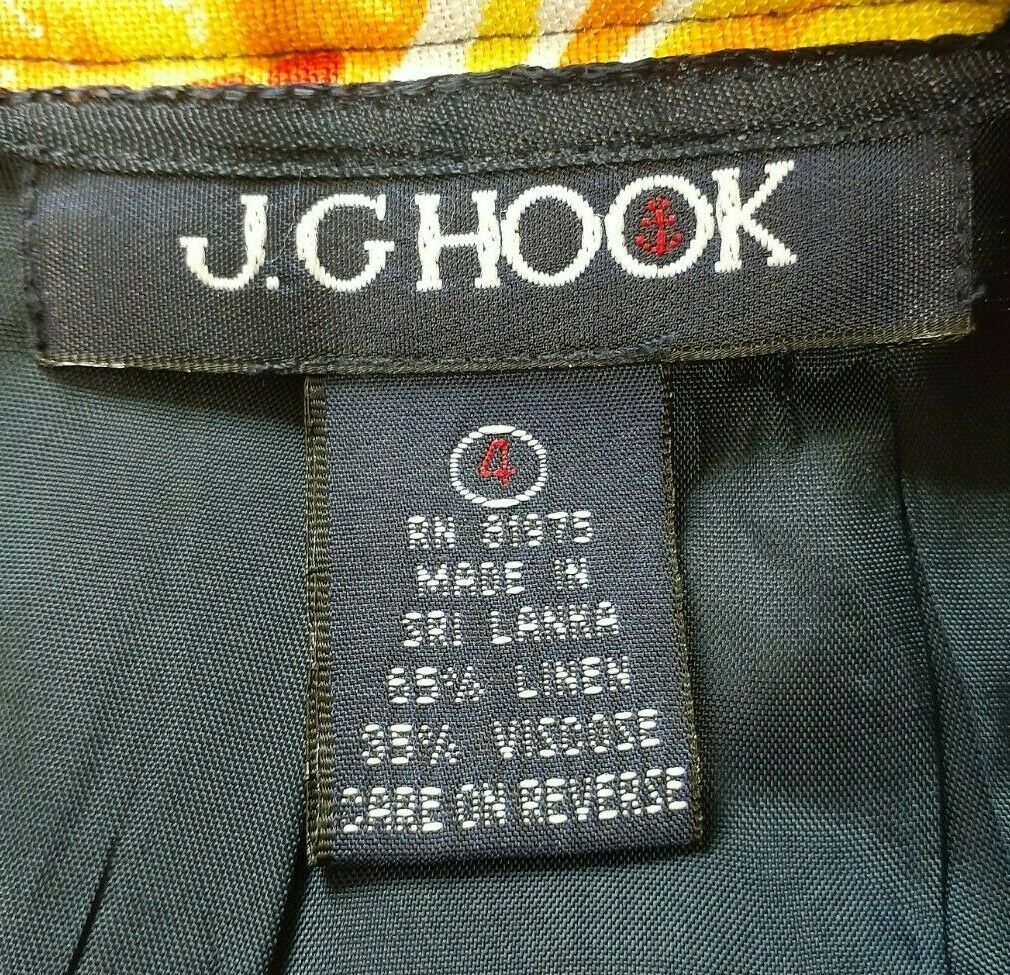 J.G HOOK
4
RN 81975
MADE IN
SRI LANKA
65% LINEN
35% VISCOSE
CARE ON REVERSE